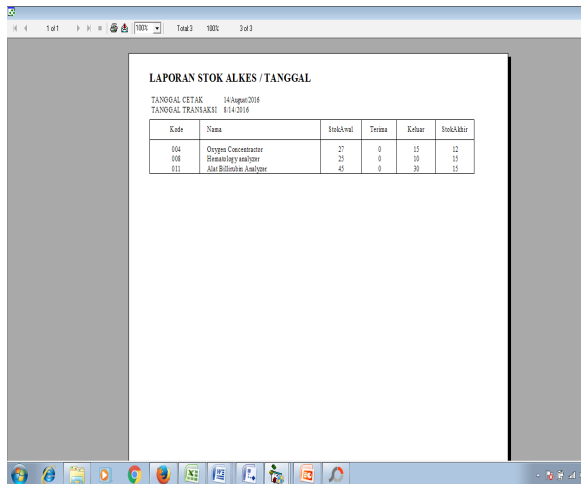 1 of 1 100% Total:3 100% 3 of 3
LAPORAN STOK ALKES / TANGGAL
TANGGAL CETAK 14/August/2016
TANGGAL TRANSAKSI 8/14/2016
Kode Nama StokAwal Terima Keluar StokAkhir
004 Oxygen Concentractor 27 0 15 12
008 Hematology analyzer 25 0 10 15
011 Alat Billirubin Analyzer 45 0 30 15